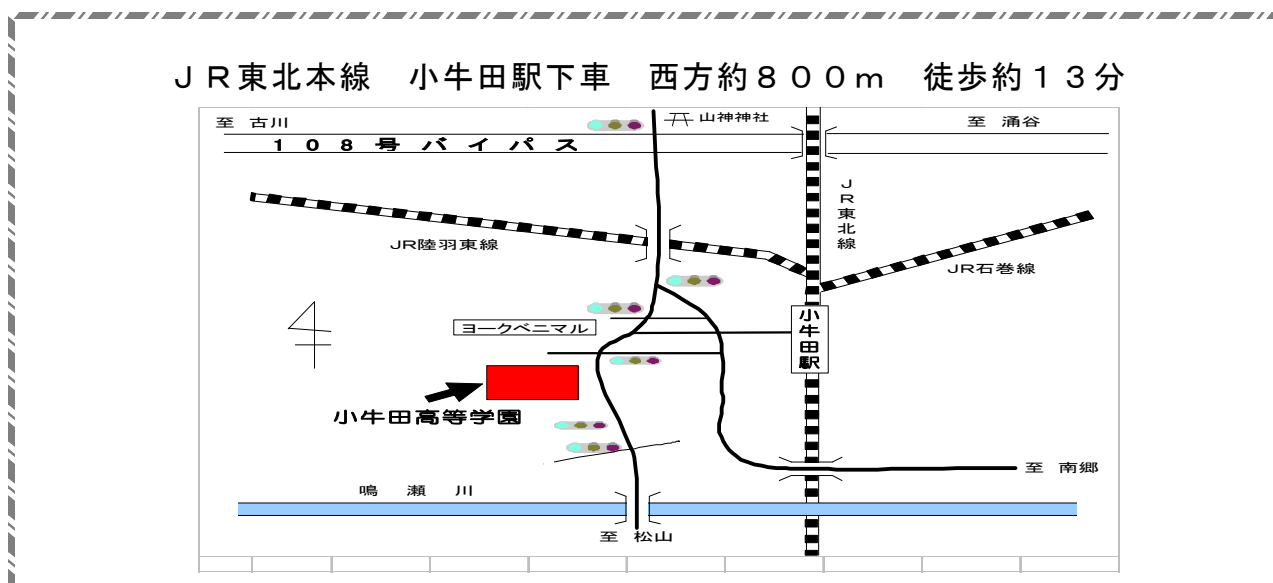 ＪＲ東北本線　小牛田駅下車　西方約８００ｍ　徒歩約１３分
至 古川
山神神社
至 涌谷
１０８号バイパス
ＪＲ東北線
JR陸羽東線
JR石巻線
ヨークベニマル
小牛田駅
小牛田高等学園
至 南郷
鳴瀬川
至 松山